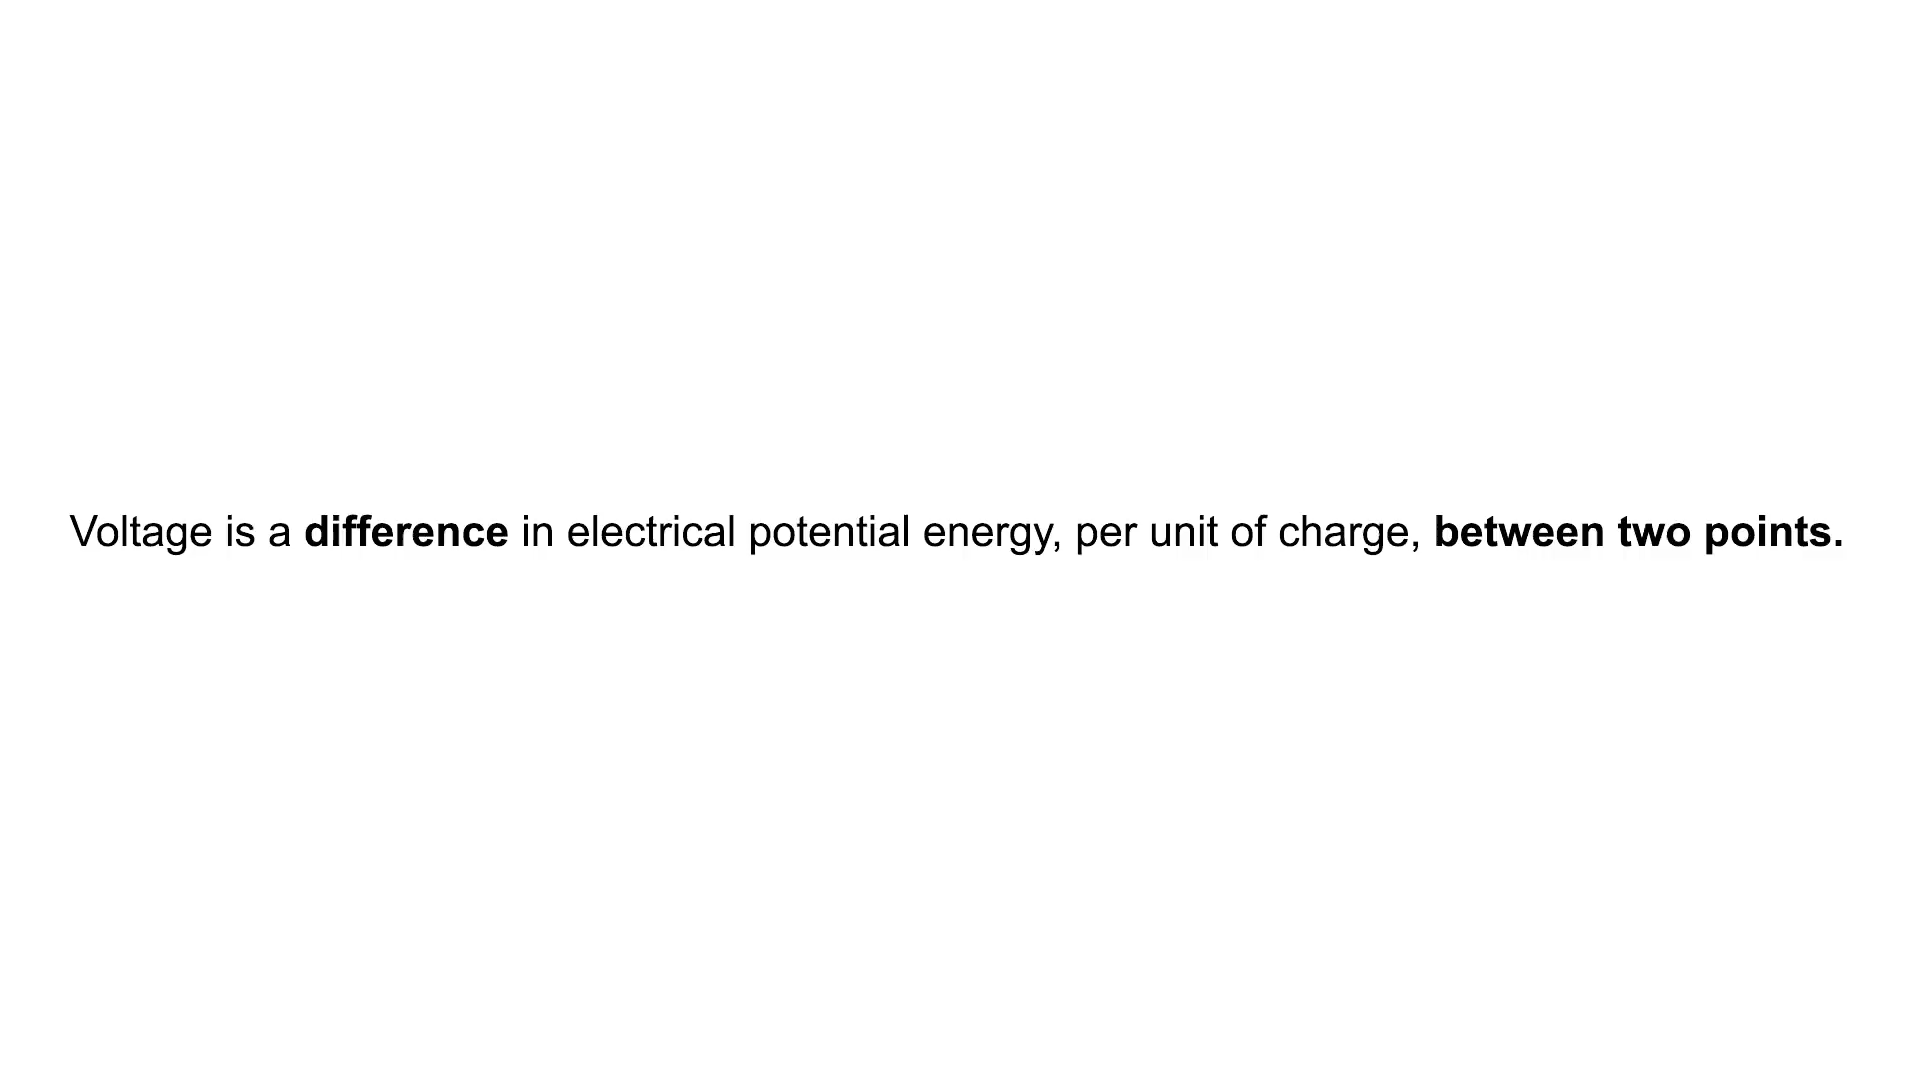 Voltage is a difference in electrical potential energy, per unit of charge, between two points.